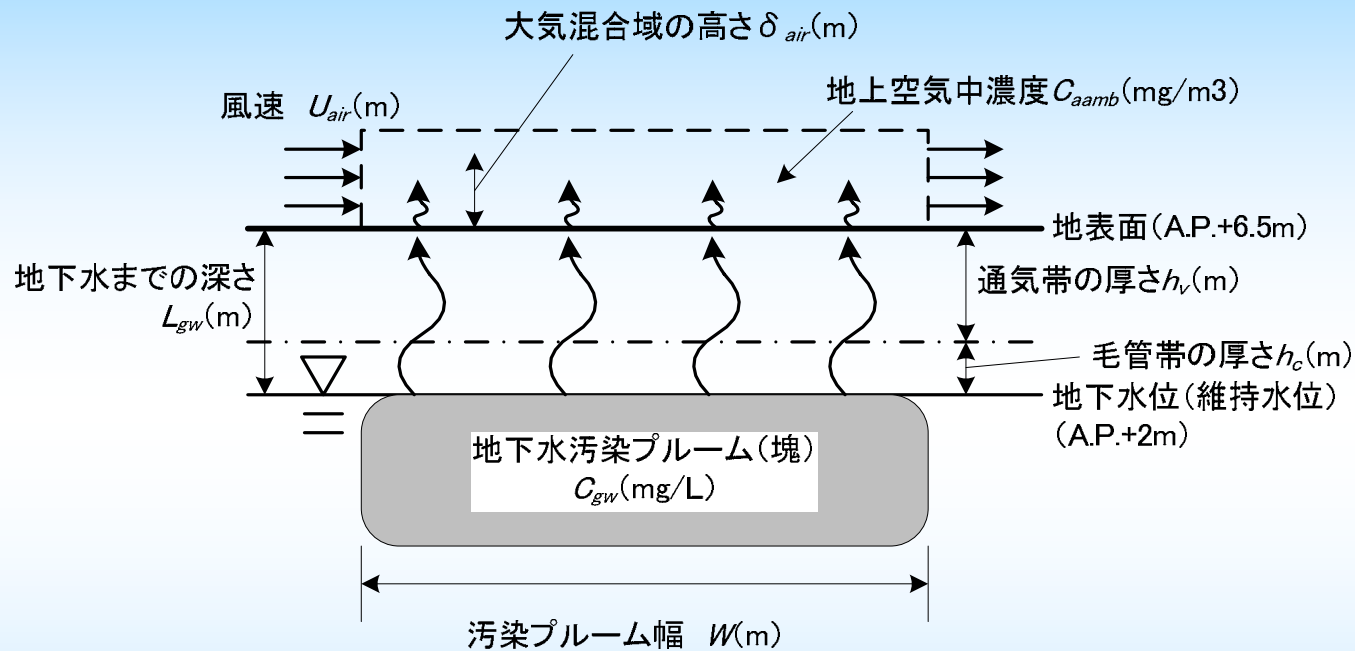 大気混合域の高さδair(m)
風速 Uair(m)
地上空気中濃度Caamb(mg/m3)
地表面(A.P.+6.5m)
地下水までの深さ
Lgw(m)
通気帯の厚さhv(m)
毛管帯の厚さhc(m)
地下水位(維持水位)
(A.P.+2m)
地下水汚染プルーム(塊)
Cgw(mg/L)
汚染プルーム幅 W(m)